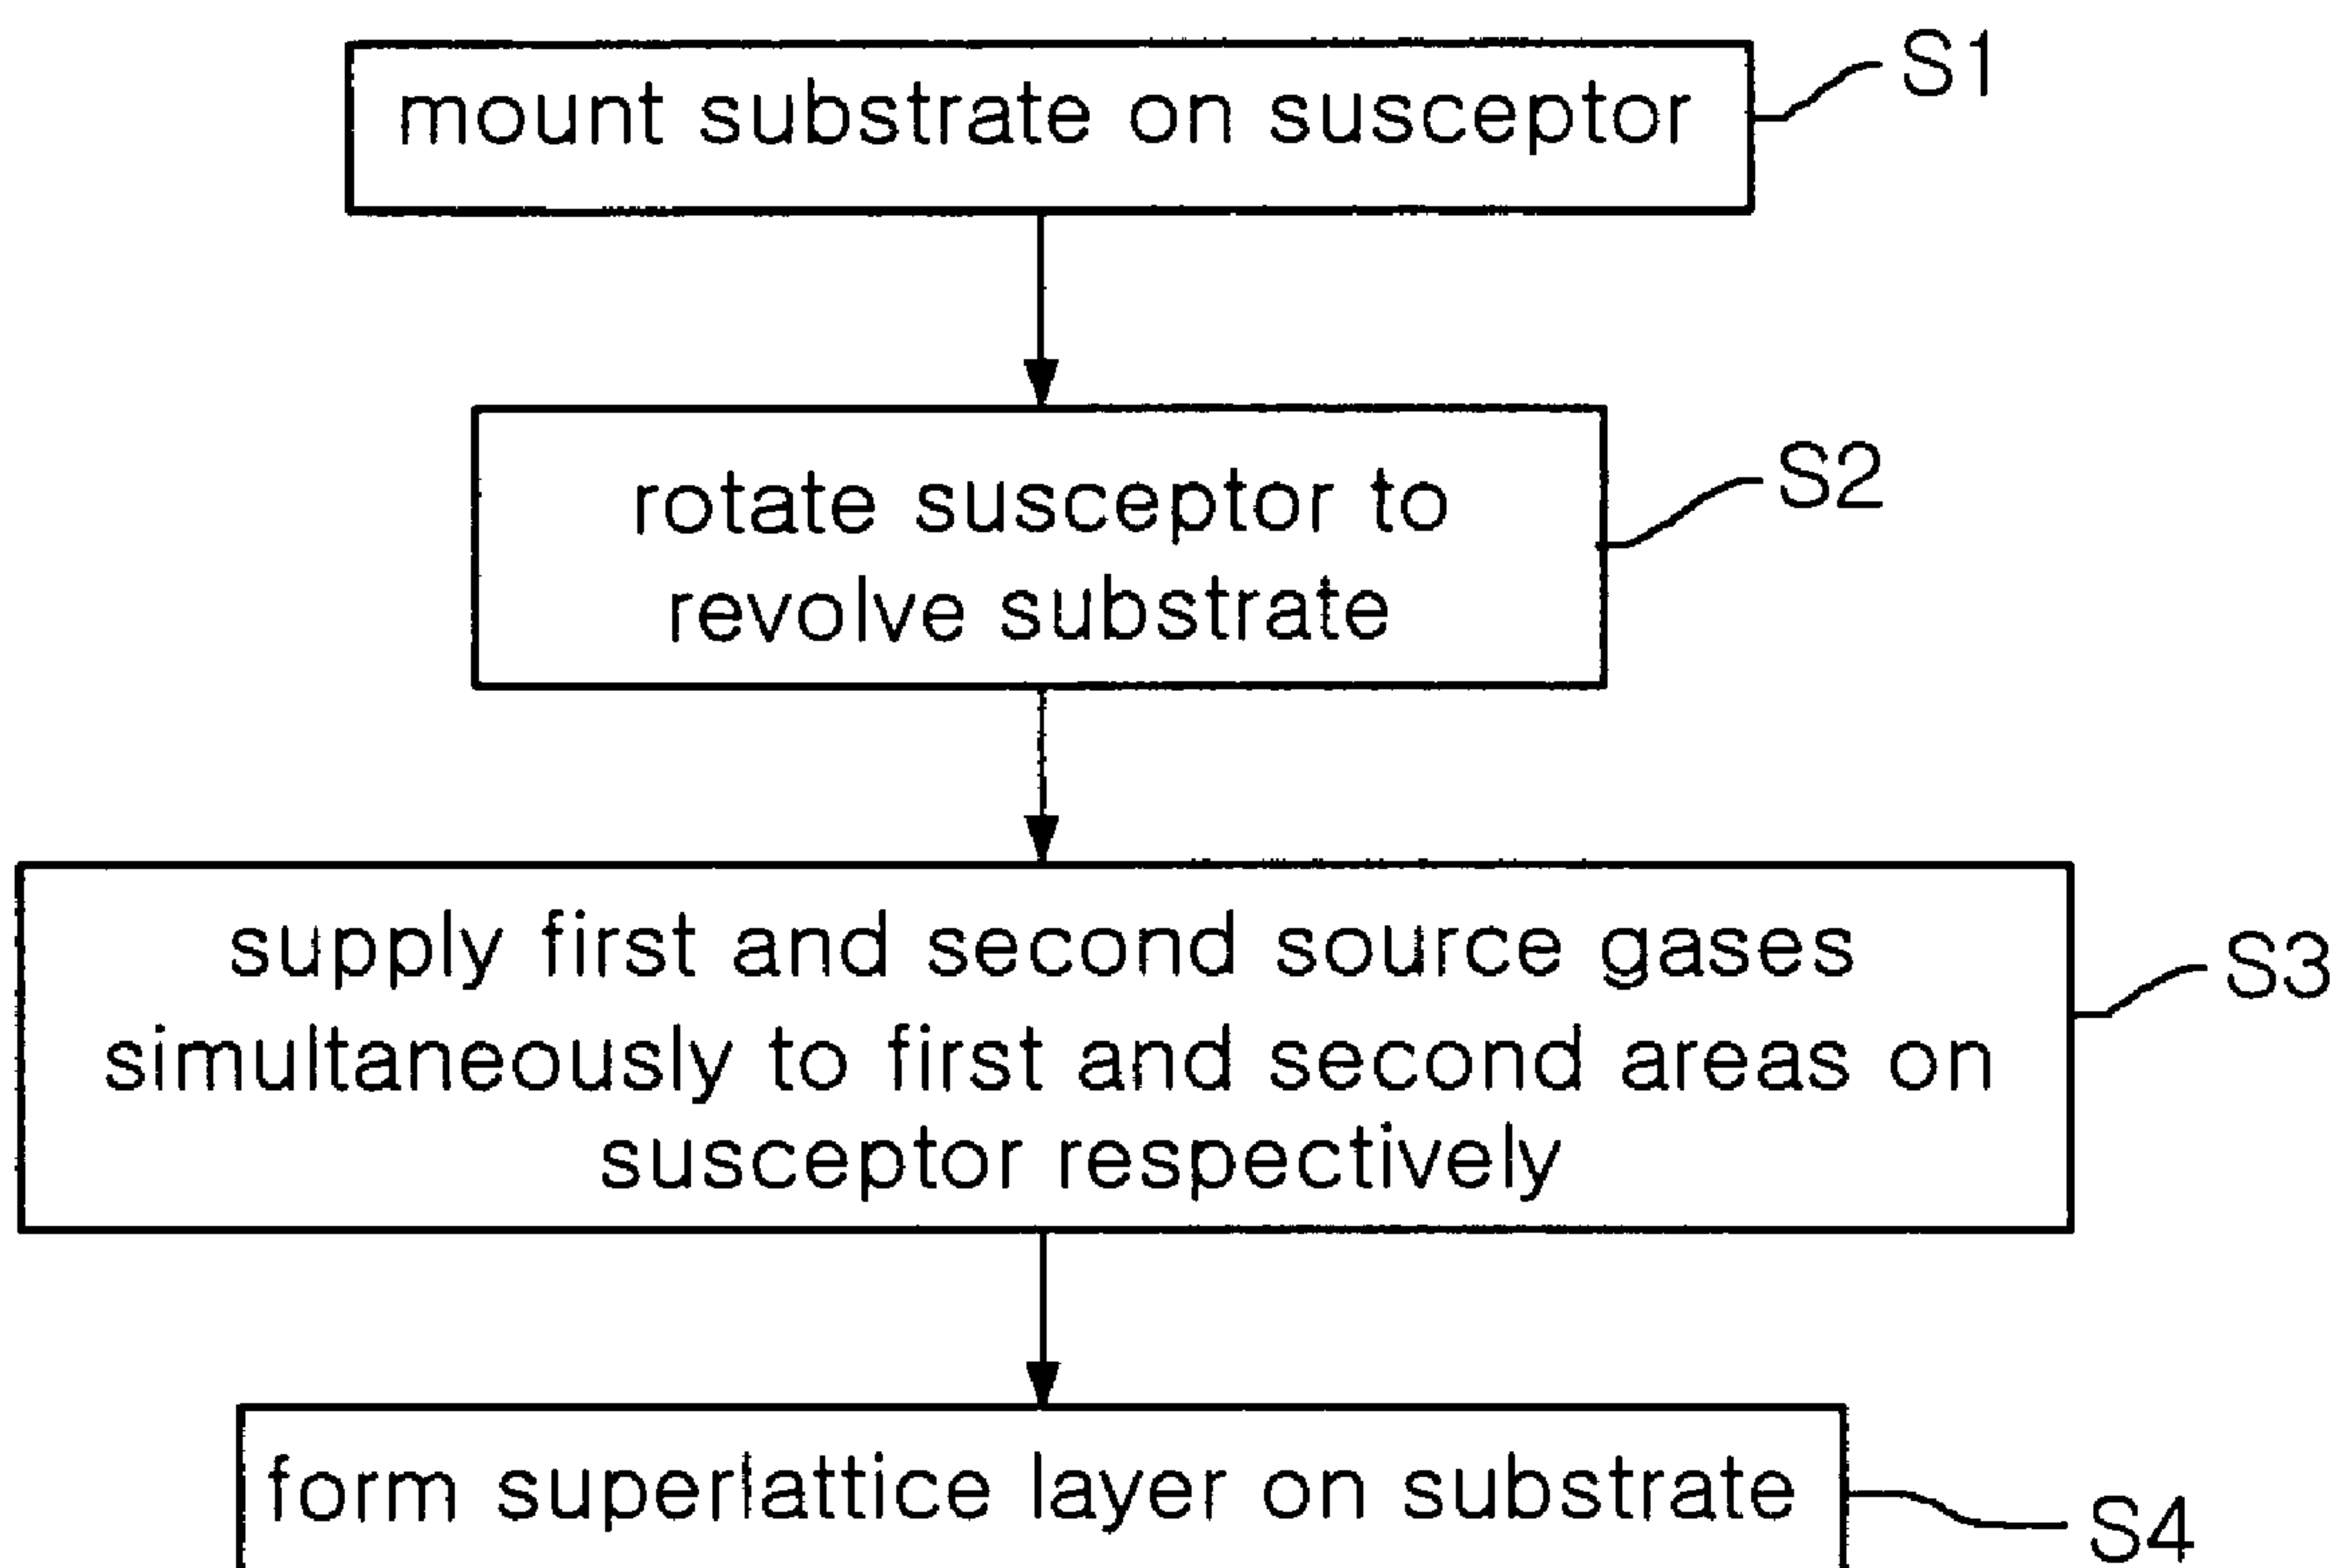 mount substrate on susceptor
S1
rotate susceptor to
revolve substrate
S2
supply first and second source gases
simultaneously to first and second areas on
susceptor respectively
S3
form superlattice layer on substrate
S4